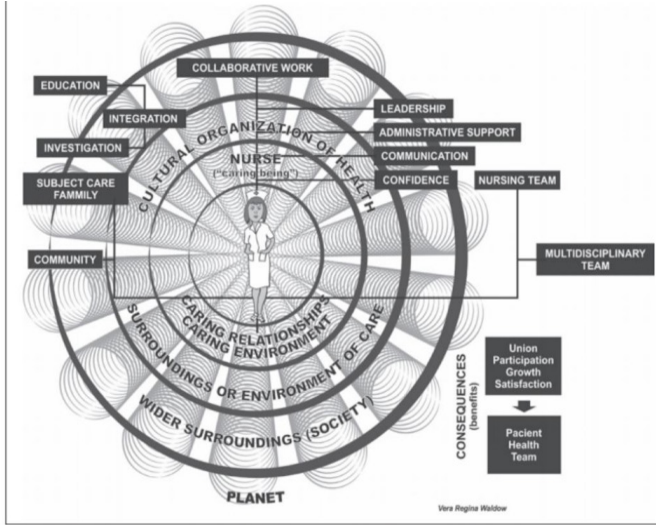 COLLABORATIVE WORK
EDUCATION
INTEGRATION
INVESTIGATION
SUBJECT CARE
FAMMILY
COMMUNITY
LEADERSHIP
ADMINISTRATIVE SUPPORT
COMMUNICATION
CONFIDENCE
NURSING TEAM
MULTIDISCIPLINARY
TEAM
CULTURAL ORGANIZATION OF HEALTH
NURSE
("caring being")
CARING RELATIONSHIPS
CARING ENVIRONMENT
SURROUNDINGS OR ENVIRONMENT OF CARE
WIDER SURROUNDINGS (SOCIETY)
PLANET
CONSEQUENCES
(benefits)
Union
Participation
Growth
Satisfaction
Pacient
Health
Team
Vera Regina Waldow